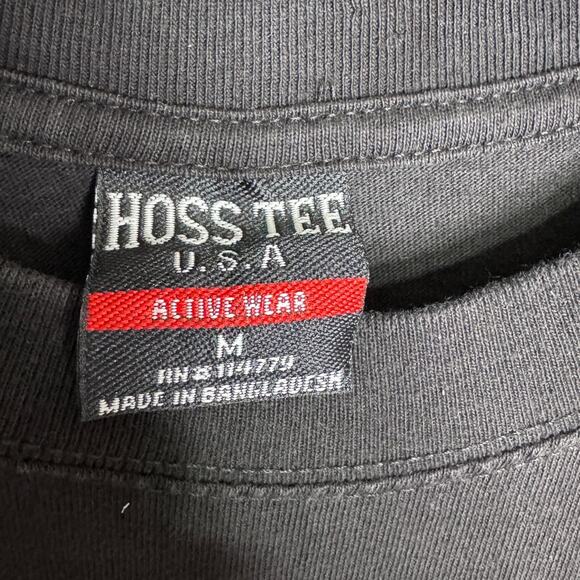 HOSS TEE
U.S.A
ACTIVE WEAR
M
RN # 114779
MADE IN BANGLADESH